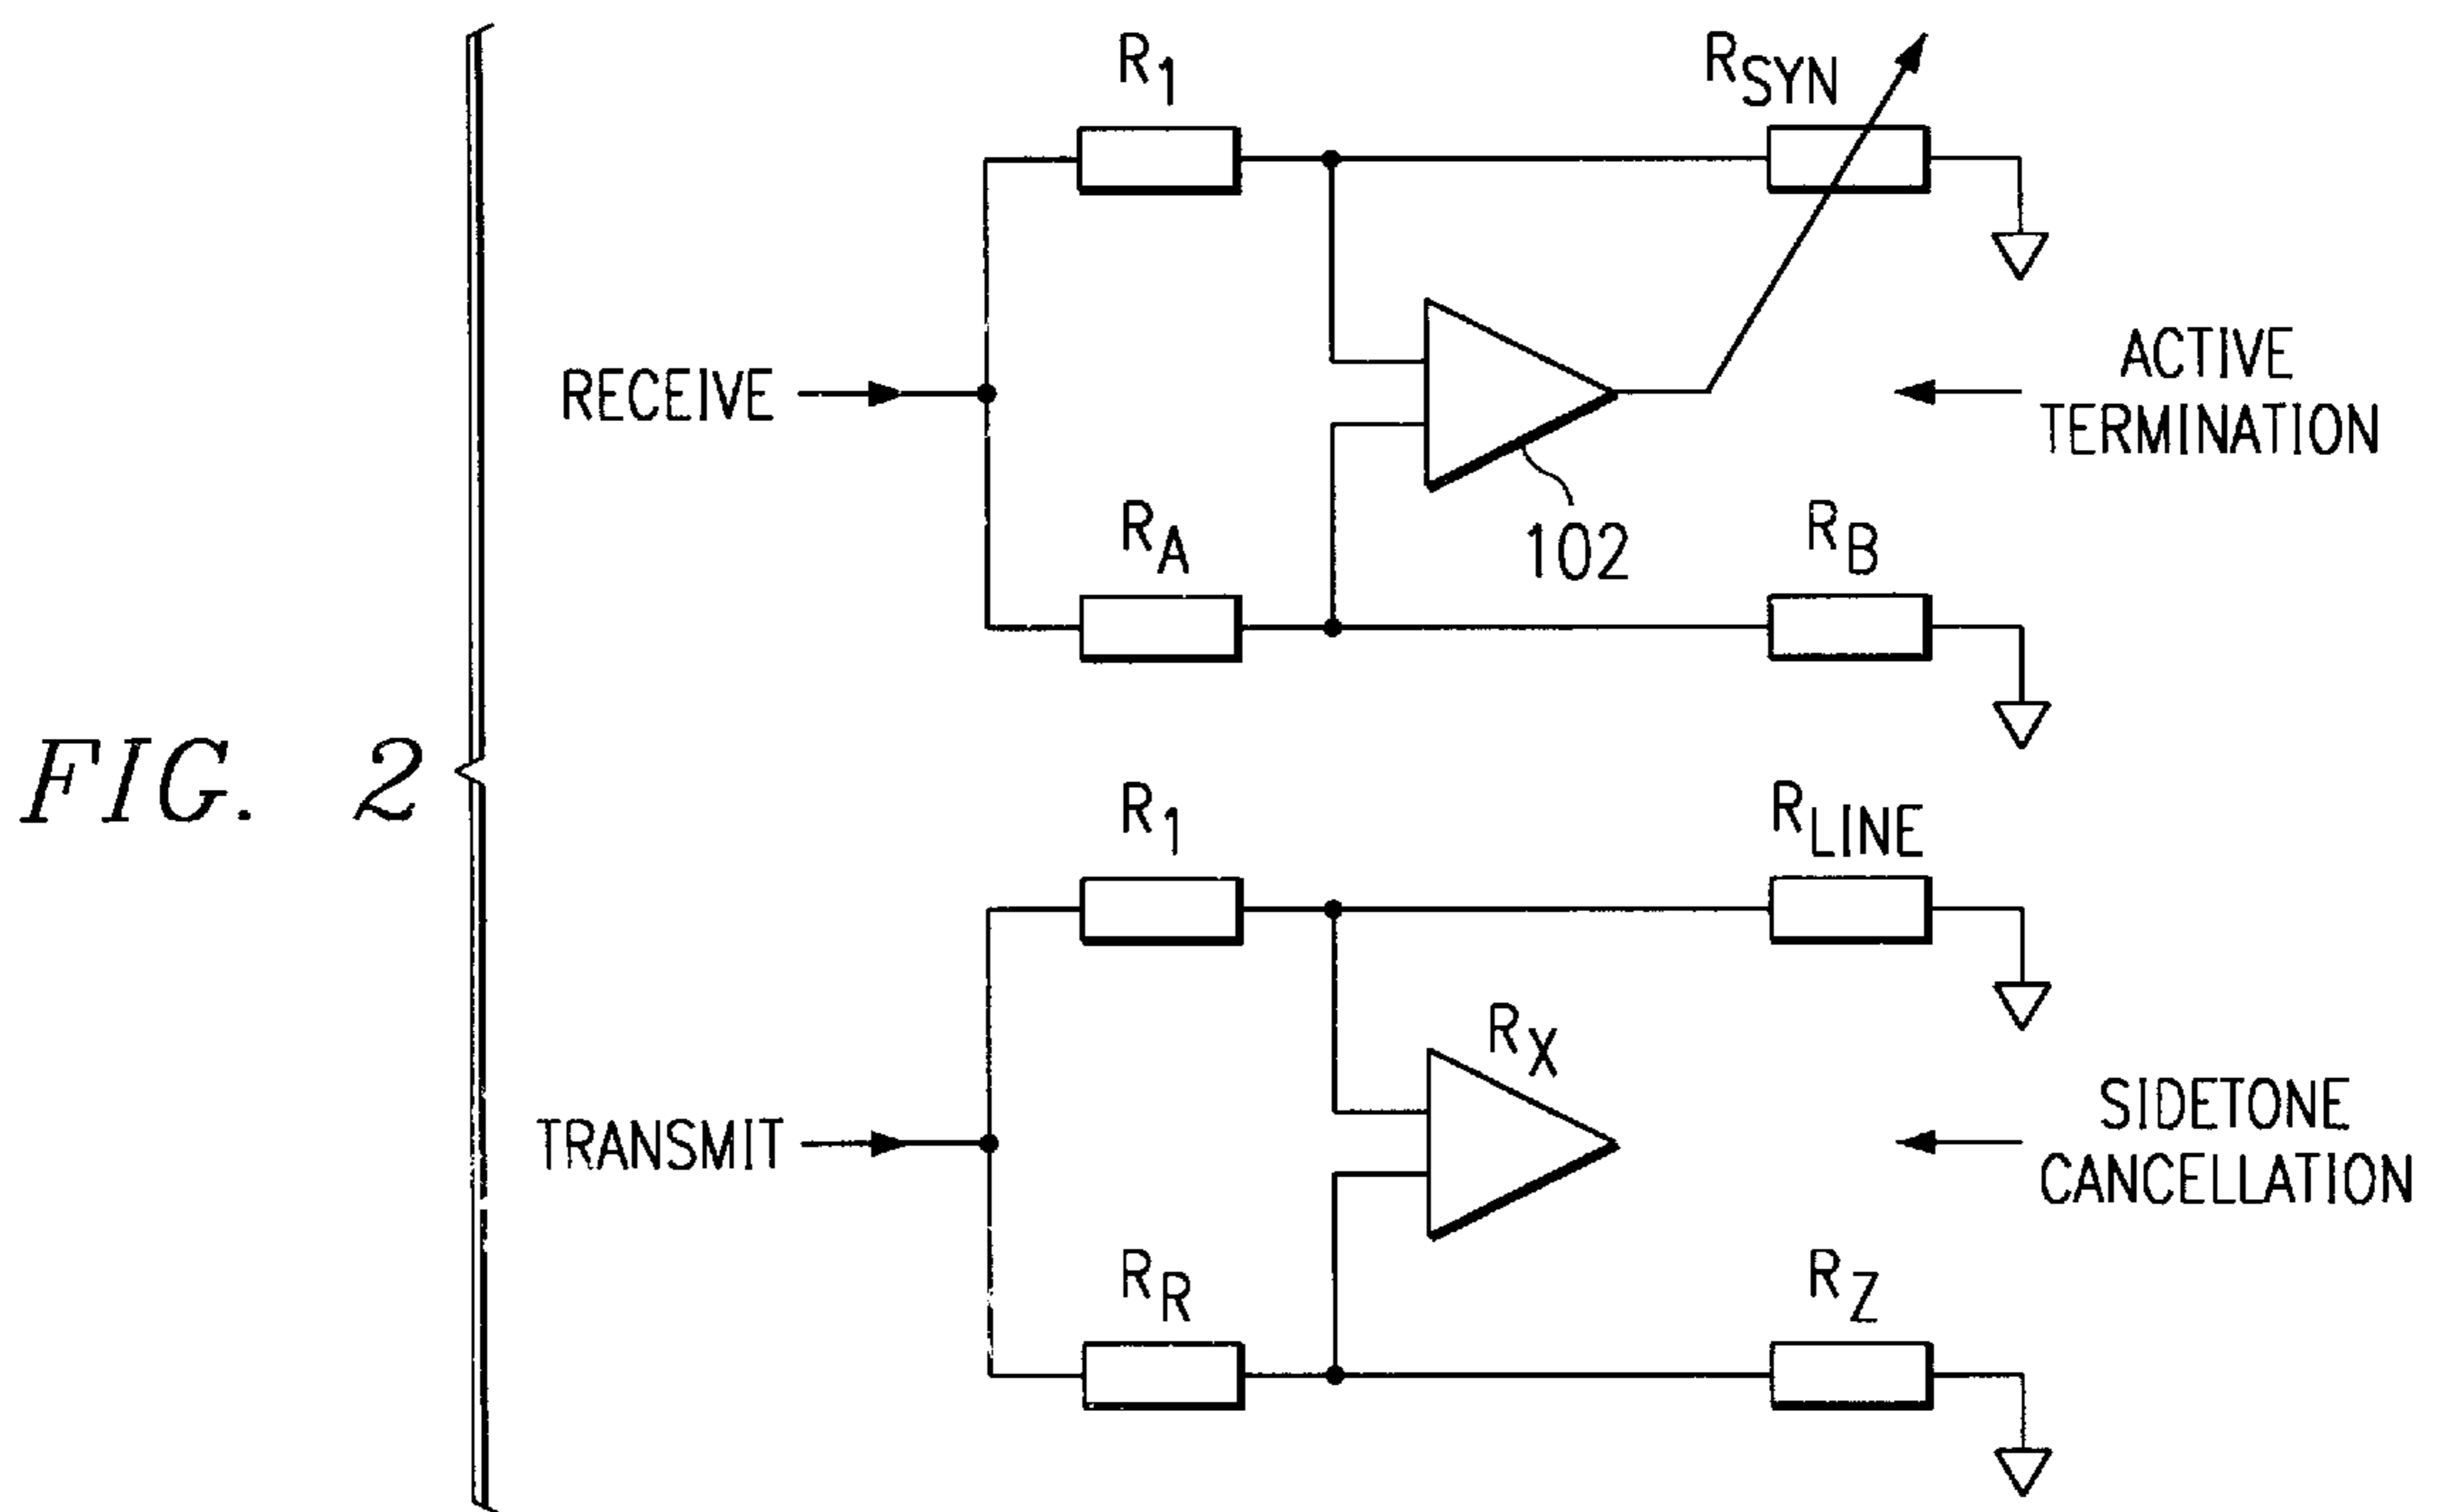 FIG. 2
R1
RSYN
RECEIVE
ACTIVE
TERMINATION
102
RA
RB
R1
RLINE
RX
TRANSMIT
SIDETONE
CANCELLATION
RR
RZ